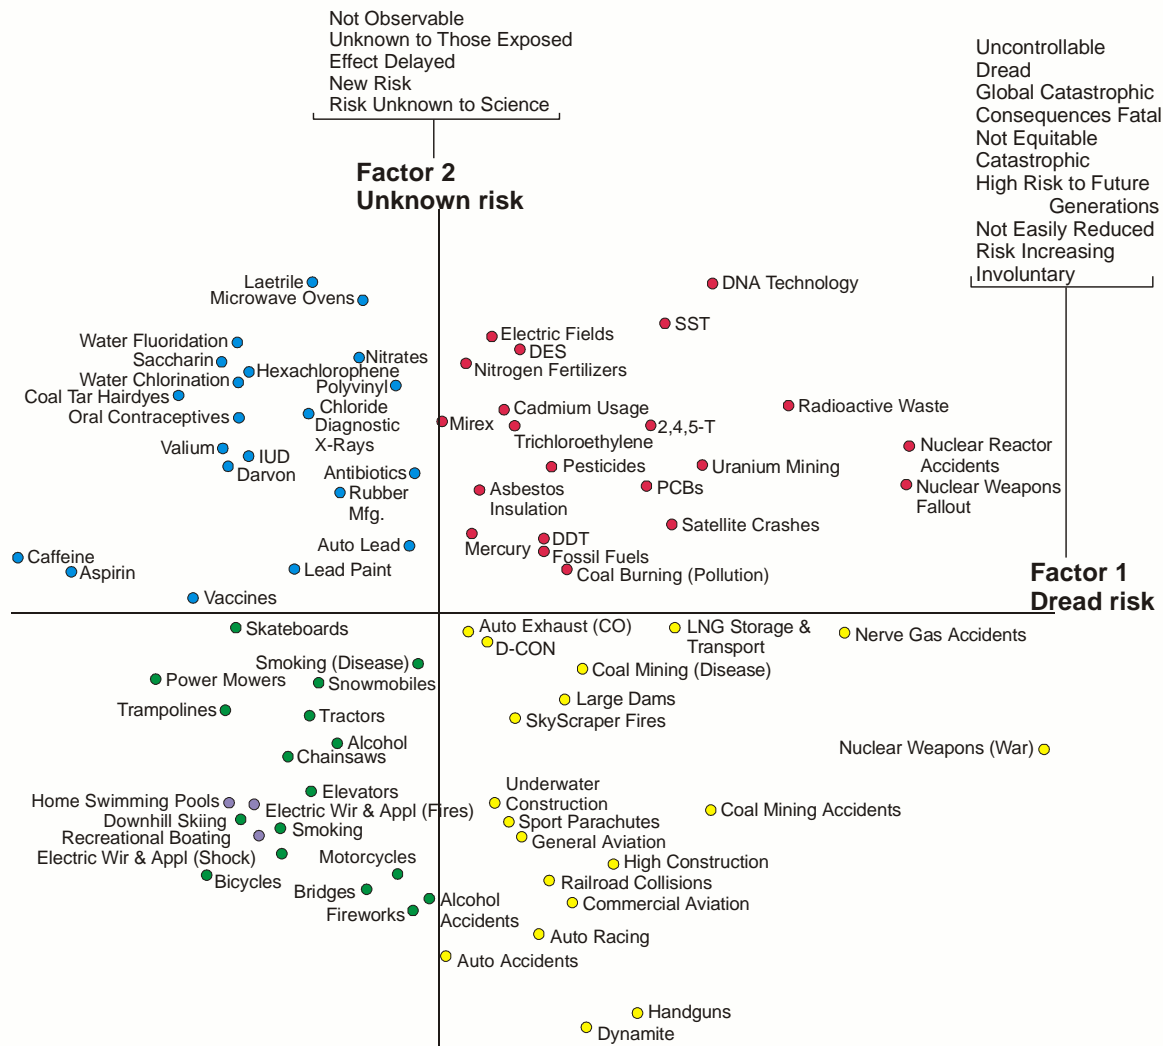 Not Observable
Unknown to Those Exposed
Effect Delayed
New Risk
Risk Unknown to Science
Uncontrollable
Dread
Global Catastrophic
Consequences Fatal
Not Equitable
Catastrophic
High Risk to Future
Generations
Not Easily Reduced
Risk Increasing
Involuntary
Factor 2
Unknown risk
Laetrile
Microwave Ovens
Water Fluoridation
Saccharin
Nitrates
Hexachlorophene
Water Chlorination
Polyvinyl
Coal Tar Hairdyes
Chloride
Oral Contraceptives
Diagnostic
X-Rays
Valium
IUD
Darvon
Antibiotics
Rubber
Mfg.
Auto Lead
Caffeine
Aspirin
Lead Paint
Vaccines
DNA Technology
SST
Electric Fields
DES
Nitrogen Fertilizers
Radioactive Waste
Cadmium Usage
Mirex
Trichloroethylene
2,4,5-T
Nuclear Reactor
Accidents
Pesticides
Uranium Mining
Nuclear Weapons
Fallout
PCBs
Asbestos
Insulation
Satellite Crashes
Mercury
DDT
Fossil Fuels
Coal Burning (Pollution)
Factor 1
Dread risk
Skateboards
Smoking (Disease)
Power Mowers
Snowmobiles
Trampolines
Tractors
Alcohol
Chainsaws
Elevators
Home Swimming Pools
Electric Wir & Appl (Fires)
Downhill Skiing
Smoking
Recreational Boating
Electric Wir & Appl (Shock)
Motorcycles
Bicycles
Bridges
Alcohol
Accidents
Fireworks
Auto Exhaust (CO)
D-CON
LNG Storage &
Transport
Nerve Gas Accidents
Coal Mining (Disease)
Large Dams
SkyScraper Fires
Nuclear Weapons (War)
Underwater
Construction
Coal Mining Accidents
Sport Parachutes
General Aviation
High Construction
Railroad Collisions
Commercial Aviation
Auto Racing
Auto Accidents
Handguns
Dynamite